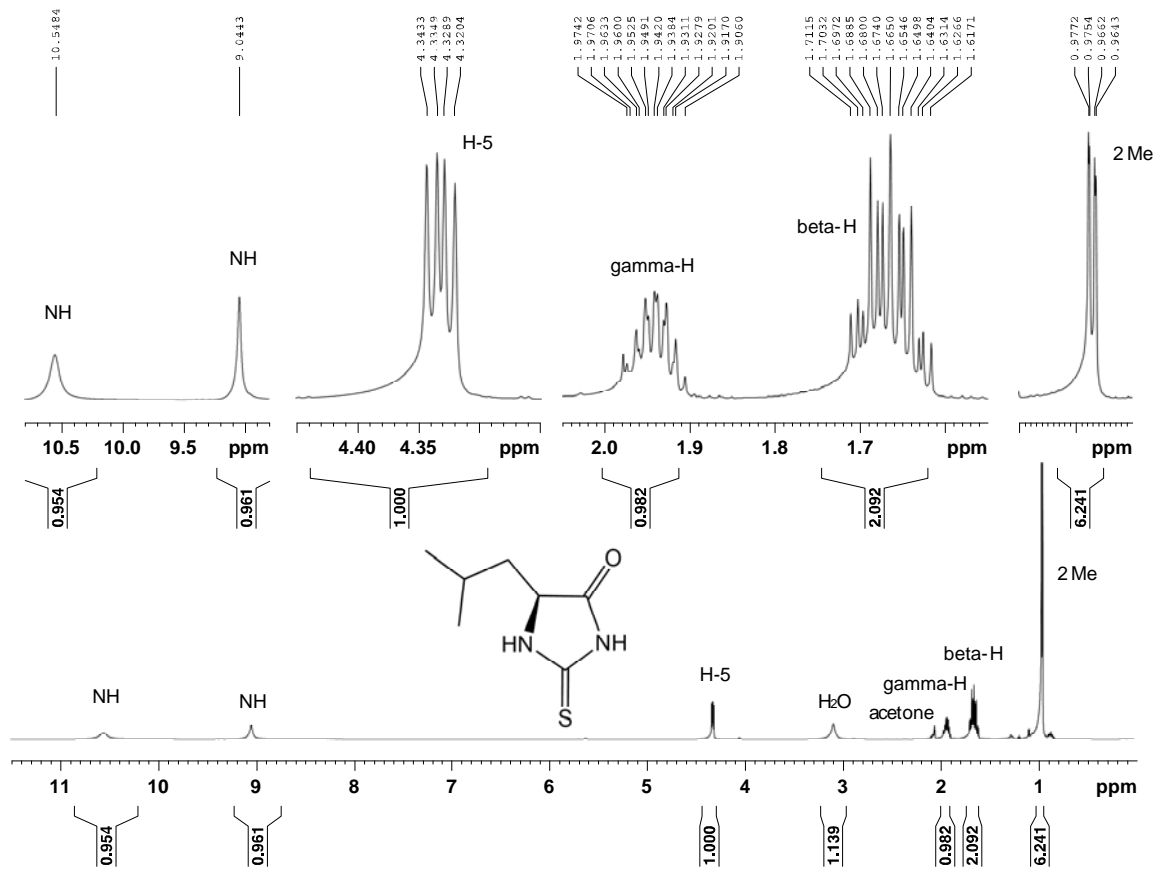 10.5484
9.0443
4.3433
4.3349
4.3289
4.3204
1.9742
1.9706
1.9633
1.9600
1.9525
1.9491
1.9420
1.9384
1.9311
1.9279
1.9201
1.9170
1.9060
1.7115
1.7032
1.6972
1.6885
1.6800
1.6740
1.6650
1.6546
1.6498
1.6404
1.6314
1.6266
1.6171
0.9772
0.9754
0.9662
0.9643
NH
NH
H-5
gamma-H
beta-H
2 Me
10.5 10.0 9.5 ppm
4.40 4.35 ppm
2.0 1.9 1.8 1.7 ppm
ppm
0.954
0.961
1.000
0.982
2.092
6.241
O
HN
NH
S
NH
NH
H-5
H2O
acetone
gamma-H
beta-H
2 Me
11 10 9 8 7 6 5 4 3 2 1 ppm
0.954
0.961
1.000
1.139
0.982
2.092
6.241